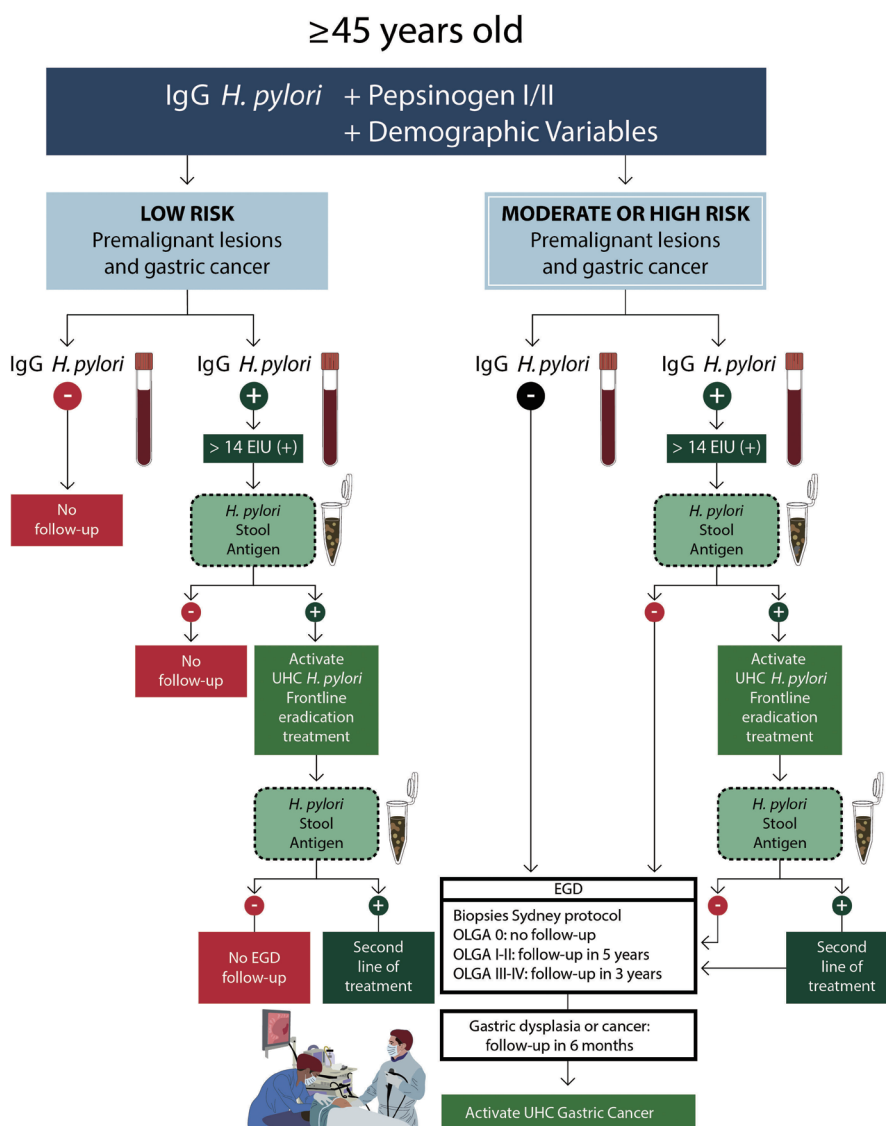 ≥45 years old
IgG H. pylori + Pepsinogen I/II
+ Demographic Variables
LOW RISK
Premalignant lesions
and gastric cancer
MODERATE OR HIGH RISK
Premalignant lesions
and gastric cancer
IgG H. pylori
-
IgG H. pylori
+
IgG H. pylori
-
IgG H. pylori
+
> 14 EIU (+)
> 14 EIU (+)
No
follow-up
H. pylori
Stool
Antigen
H. pylori
Stool
Antigen
-
+
-
+
No
follow-up
Activate
UHC H. pylori
Frontline
eradication
treatment
Activate
UHC H. pylori
Frontline
eradication
treatment
H. pylori
Stool
Antigen
H. pylori
Stool
Antigen
-
+
-
+
No EGD
follow-up
Second
line of
treatment
EGD
Biopsies Sydney protocol
OLGA 0: no follow-up
OLGA I-II: follow-up in 5 years
OLGA III-IV: follow-up in 3 years
Second
line of
treatment
Gastric dysplasia or cancer:
follow-up in 6 months
Activate UHC Gastric Cancer